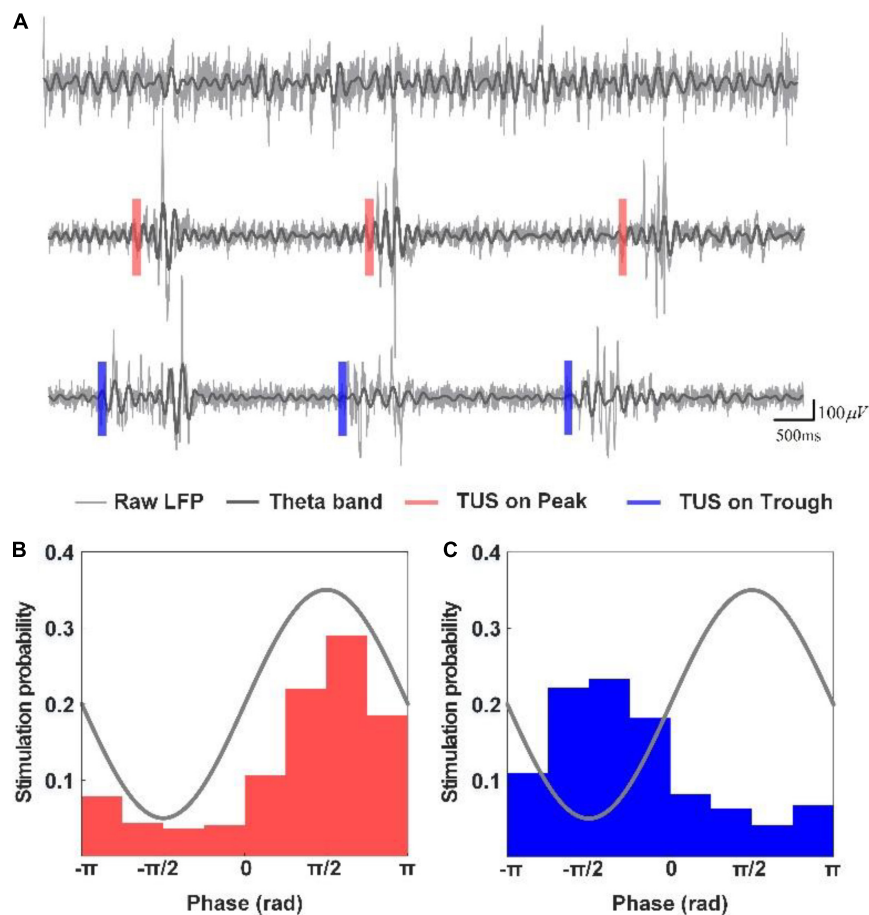 A
100μV
500ms
Raw LFP Theta band TUS on Peak TUS on Trough
B
C
0.4
0.3
0.2
0.1
Stimulation probability
-π -π/2 0 π/2 π
Phase (rad)
0.4
0.3
0.2
0.1
Stimulation probability
-π -π/2 0 π/2 π
Phase (rad)